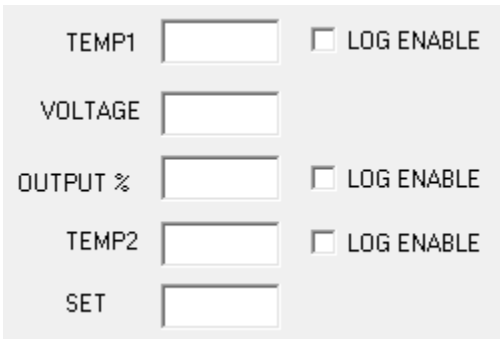 TEMP1 LOG ENABLE
VOLTAGE
OUTPUT % LOG ENABLE
TEMP2 LOG ENABLE
SET